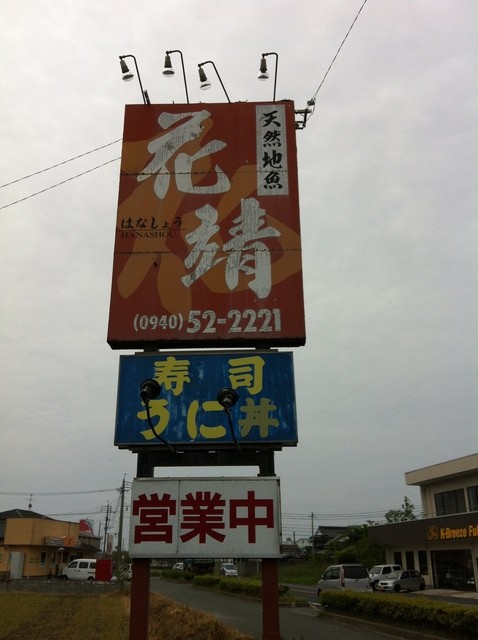 天然地魚
花靖
はなしょう
HANASHOU
(0940)52-2221
寿司
うに丼
営業中
K-Breeze Ful